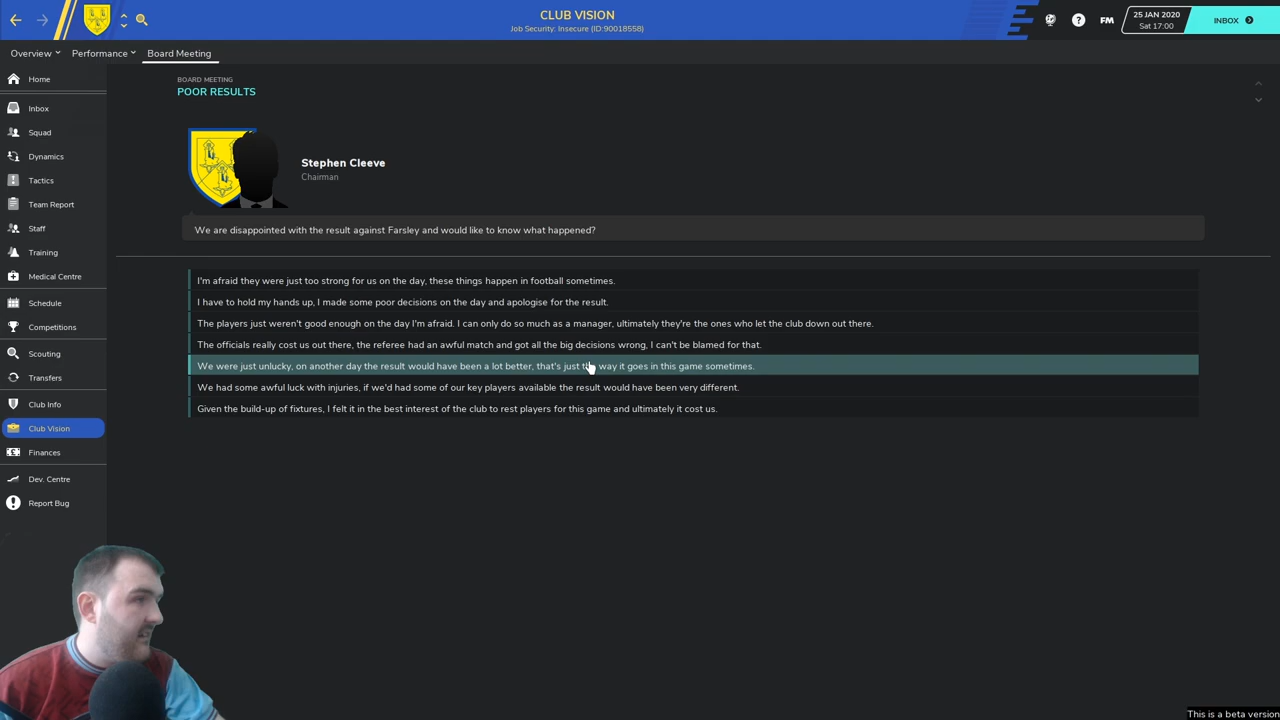 CLUB VISION
Job Security: Insecure (ID:90018558)
FM
25 JAN 2020
Sat 17:00
INBOX
Overview
Performance
Board Meeting
Home
Inbox
Squad
Dynamics
Tactics
Team Report
Staff
Training
Medical Centre
Schedule
Competitions
Scouting
Transfers
Club Info
Club Vision
Finances
Dev. Centre
Report Bug
BOARD MEETING
POOR RESULTS
Stephen Cleeve
Chairman
We are disappointed with the result against Farsley and would like to know what happened?
I'm afraid they were just too strong for us on the day, these things happen in football sometimes.
I have to hold my hands up, I made some poor decisions on the day and apologise for the result.
The players just weren't good enough on the day I'm afraid. I can only do so much as a manager, ultimately they're the ones who let the club down out there.
The officials really cost us out there, the referee had an awful match and got all the big decisions wrong, I can't be blamed for that.
We were just unlucky, on another day the result would have been a lot better, that's just the way it goes in this game sometimes.
We had some awful luck with injuries, if we'd had some of our key players available the result would have been very different.
Given the build-up of fixtures, I felt it in the best interest of the club to rest players for this game and ultimately it cost us.
This is a beta version